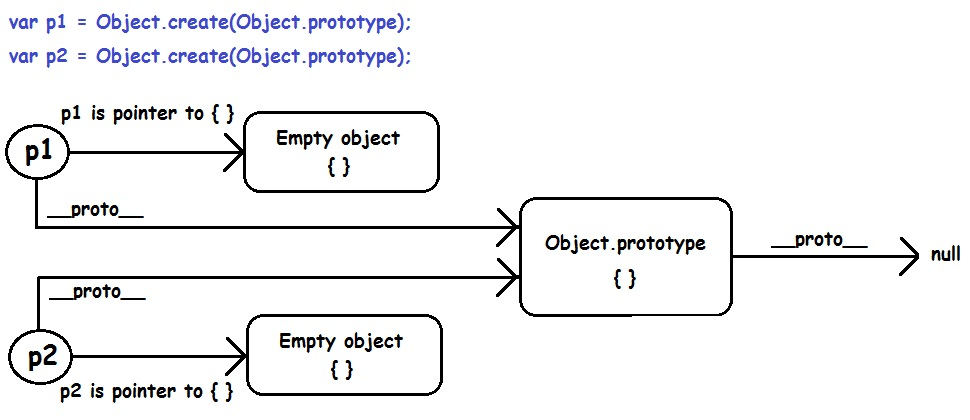 var p1 = Object.create(Object.prototype);
var p2 = Object.create(Object.prototype);
p1 is pointer to { }
p1
Empty object
{ }
__proto__
Object.prototype
{ }
__proto__
null
__proto__
p2
Empty object
{ }
p2 is pointer to { }